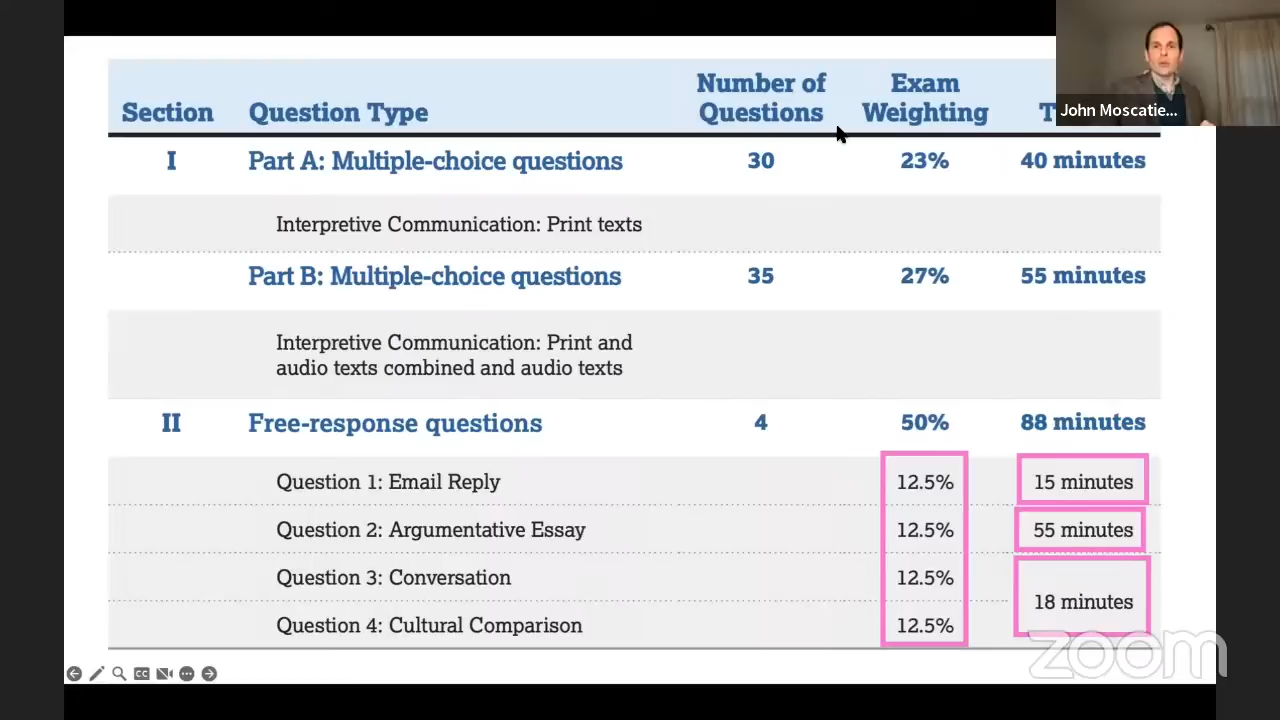 Number of Exam
Section Question Type Questions Weighting T
John Moscatie...
I Part A: Multiple-choice questions 30 23% 40 minutes
Interpretive Communication: Print texts
Part B: Multiple-choice questions 35 27% 55 minutes
Interpretive Communication: Print and
audio texts combined and audio texts
II Free-response questions 4 50% 88 minutes
Question 1: Email Reply 12.5% 15 minutes
Question 2: Argumentative Essay 12.5% 55 minutes
Question 3: Conversation 12.5%
18 minutes
Question 4: Cultural Comparison 12.5%
zoom
CC